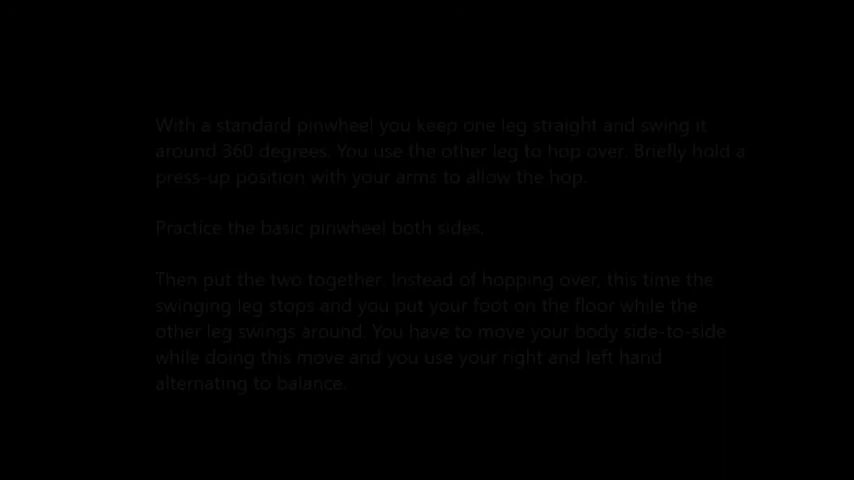 With a standard pinwheel you keep one leg straight and swing it
around 360 degrees. You use the other leg to hop over. Briefly hold a
press-up position with your arms to allow the hop.
Practice the basic pinwheel both sides.
Then put the two together. Instead of hopping over, this time the
swinging leg stops and you put your foot on the floor while the
other leg swings around. You have to move your body side-to-side
while doing this move and you use your right and left hand
alternating to balance.